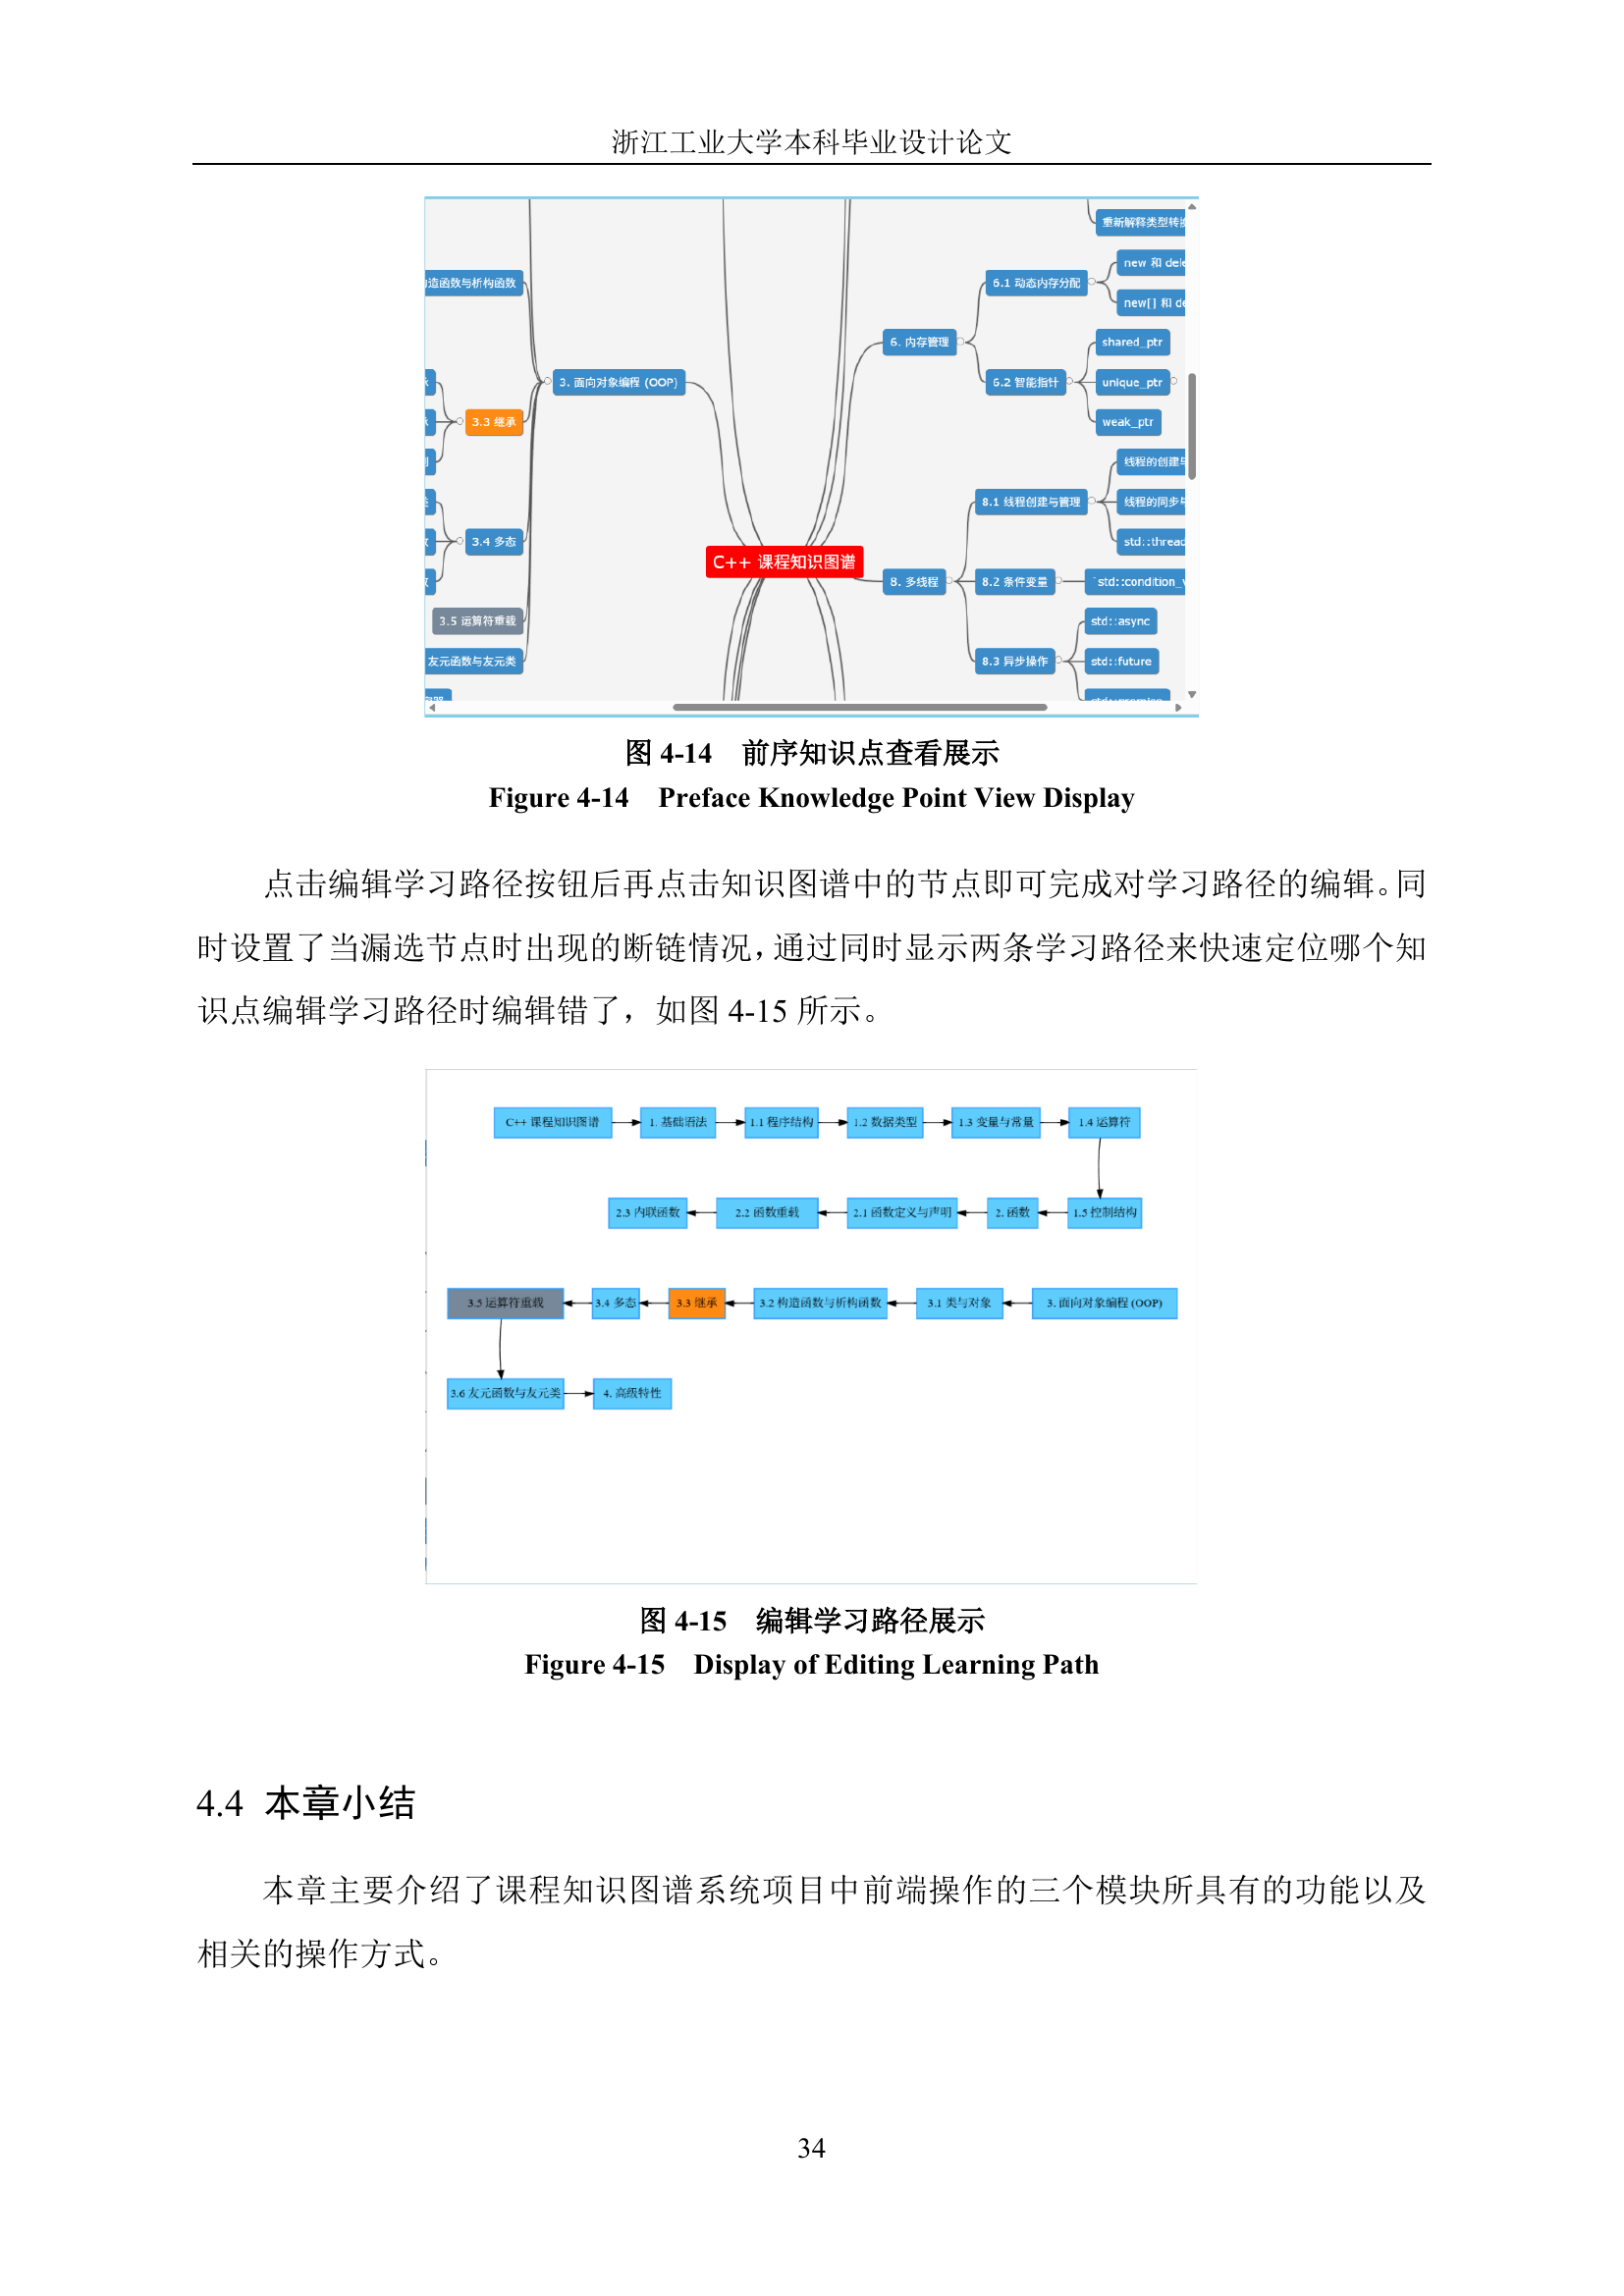 浙江工业大学本科毕业设计论文
重新解释类型转换
new 和 dele
造函数与析构函数
6.1 动态内存分配
new[] 和 de
6. 内存管理
shared_ptr
3. 面向对象编程 (OOP)
6.2 智能指针
unique_ptr
3.3 继承
weak_ptr
线程的创建与
8.1 线程创建与管理
线程的同步与
3.4 多态
std::thread
C++ 课程知识图谱
8. 多线程
8.2 条件变量
`std::condition_v
3.5 运算符重载
std::async
友元函数与友元类
8.3 异步操作
std::future
图 4-14 前序知识点查看展示
Figure 4-14 Preface Knowledge Point View Display
点击编辑学习路径按钮后再点击知识图谱中的节点即可完成对学习路径的编辑。同
时设置了当漏选节点时出现的断链情况，通过同时显示两条学习路径来快速定位哪个知
识点编辑学习路径时编辑错了，如图 4-15 所示。
C++ 课程知识图谱 1. 基础语法 1.1 程序结构 1.2 数据类型 1.3 变量与常量 1.4 运算符
2.3 内联函数 2.2 函数重载 2.1 函数定义与声明 2. 函数 1.5 控制结构
3.5 运算符重载 3.4 多态 3.3 继承 3.2 构造函数与析构函数 3.1 类与对象 3. 面向对象编程 (OOP)
3.6 友元函数与友元类 4. 高级特性
图 4-15 编辑学习路径展示
Figure 4-15 Display of Editing Learning Path
4.4 本章小结
本章主要介绍了课程知识图谱系统项目中前端操作的三个模块所具有的功能以及
相关的操作方式。
34